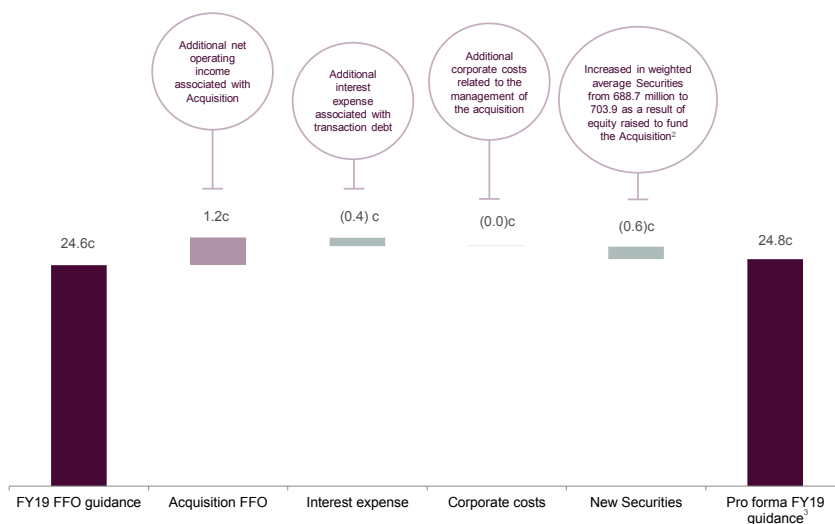 Additional net
operating
income
associated with
Acquisition
Additional
interest
expense
associated with
transaction debt
Additional
corporate costs
related to the
management of
the acquisition
Increased in weighted
average Securities
from 688.7 million to
703.9 as a result of
equity raised to fund
the Acquisition²
24.6c
1.2c
(0.4) c
(0.0)c
(0.6)c
24.8c
FY19 FFO guidance
Acquisition FFO
Interest expense
Corporate costs
New Securities
Pro forma FY19
guidance³